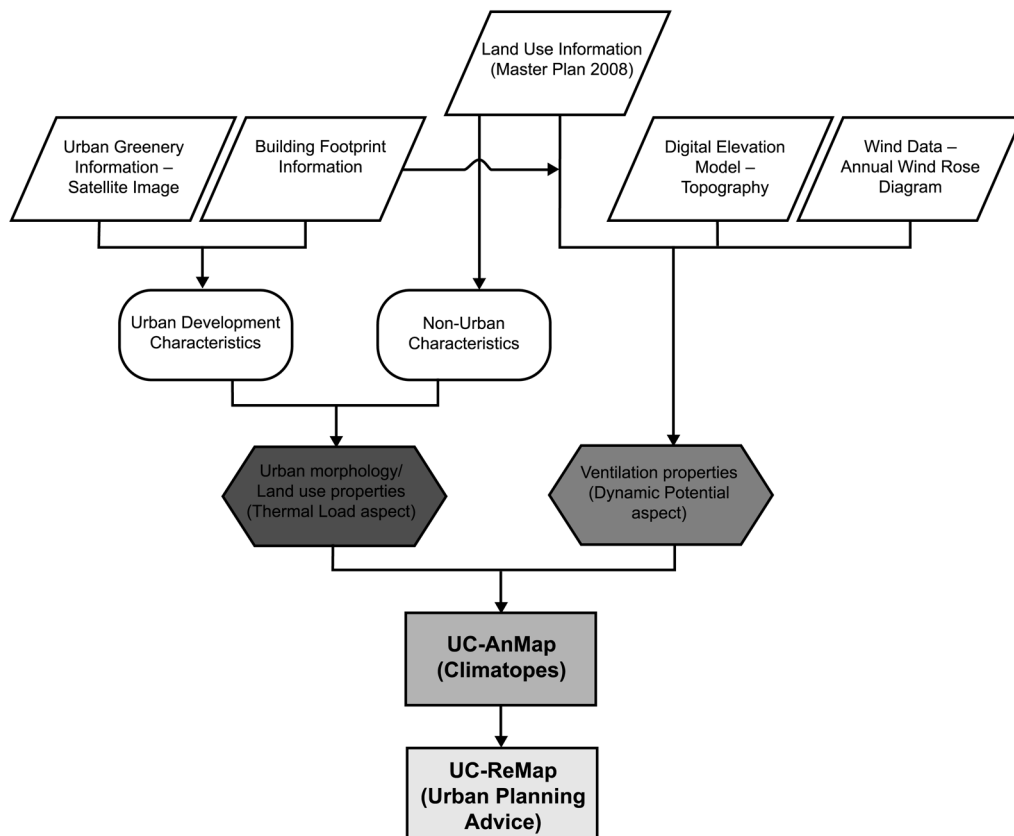 Land Use Information
(Master Plan 2008)
Urban Greenery
Information –
Satellite Image
Building Footprint
Information
Digital Elevation
Model –
Topography
Wind Data –
Annual Wind Rose
Diagram
Urban Development
Characteristics
Non-Urban
Characteristics
Urban morphology/
Land use properties
(Thermal Load aspect)
Ventilation properties
(Dynamic Potential
aspect)
UC-AnMap
(Climatopes)
UC-ReMap
(Urban Planning
Advice)